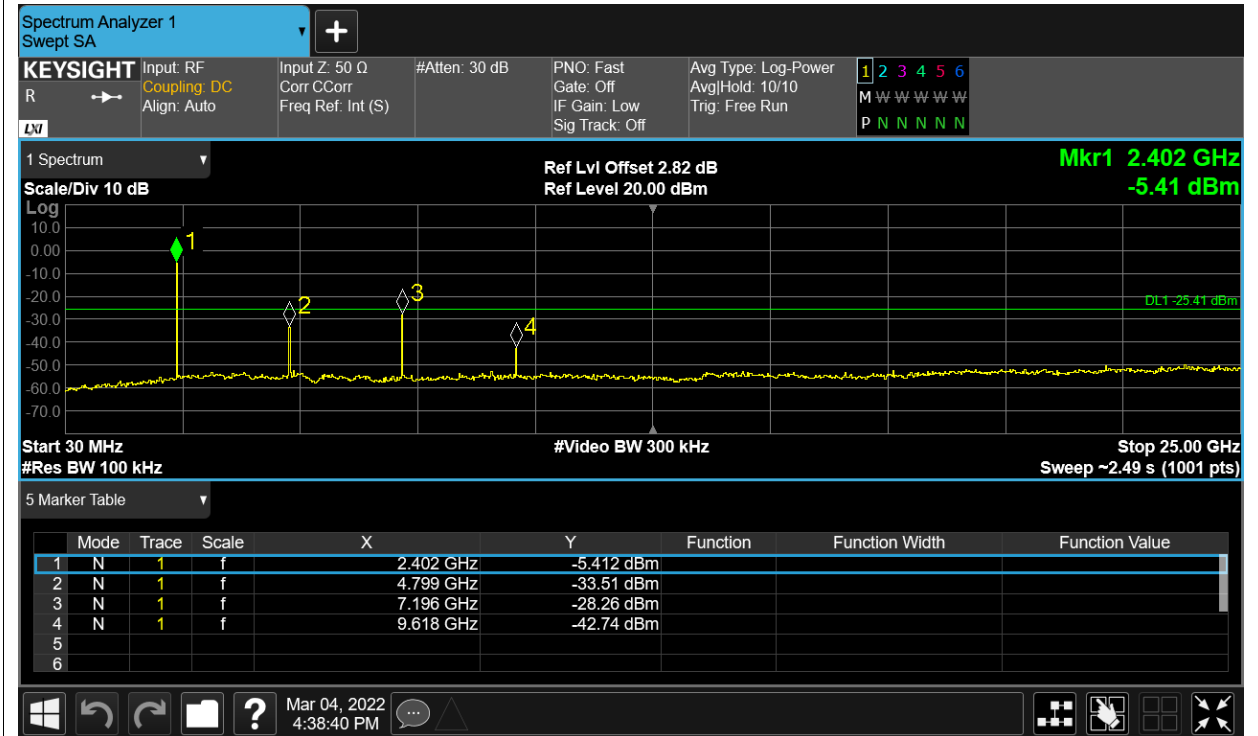 Spectrum Analyzer 1
Swept SA
KEYSIGHT Input: RF Input Z: 50 Ω #Atten: 30 dB PNO: Fast Avg Type: Log-Power 1 2 3 4 5 6
R Coupling: DC Corr CCorr Gate: Off Avg|Hold: 10/10 M W W W W W W
Align: Auto Freq Ref: Int (S) IF Gain: Low Trig: Free Run
LXI Sig Track: Off P N N N N N N
1 Spectrum Ref Lvl Offset 2.82 dB Mkr1 2.402 GHz
Scale/Div 10 dB Ref Level 20.00 dBm -5.41 dBm
Log
10.0
0.00
-10.0
-20.0
-30.0
-40.0
-50.0
-60.0
-70.0
1
2
3
4
DL1 -25.41 dBm
Start 30 MHz #Video BW 300 kHz Stop 25.00 GHz
#Res BW 100 kHz Sweep ~2.49 s (1001 pts)
5 Marker Table
Mode Trace Scale X Y Function Function Width Function Value
1 N 1 f 2.402 GHz -5.412 dBm
2 N 1 f 4.799 GHz -33.51 dBm
3 N 1 f 7.196 GHz -28.26 dBm
4 N 1 f 9.618 GHz -42.74 dBm
5
6
? Mar 04, 2022
4:38:40 PM